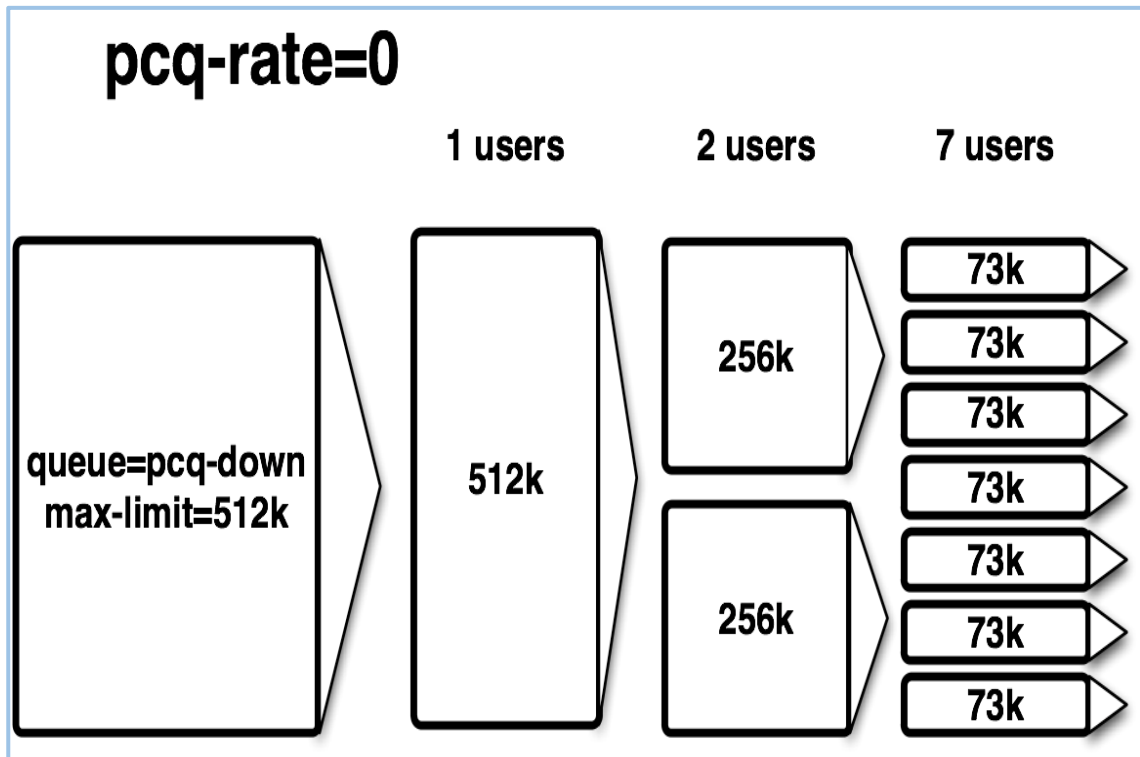 pcq-rate=0
1 users
2 users
7 users
queue=pcq-down
max-limit=512k
512k
256k
256k
73k
73k
73k
73k
73k
73k
73k